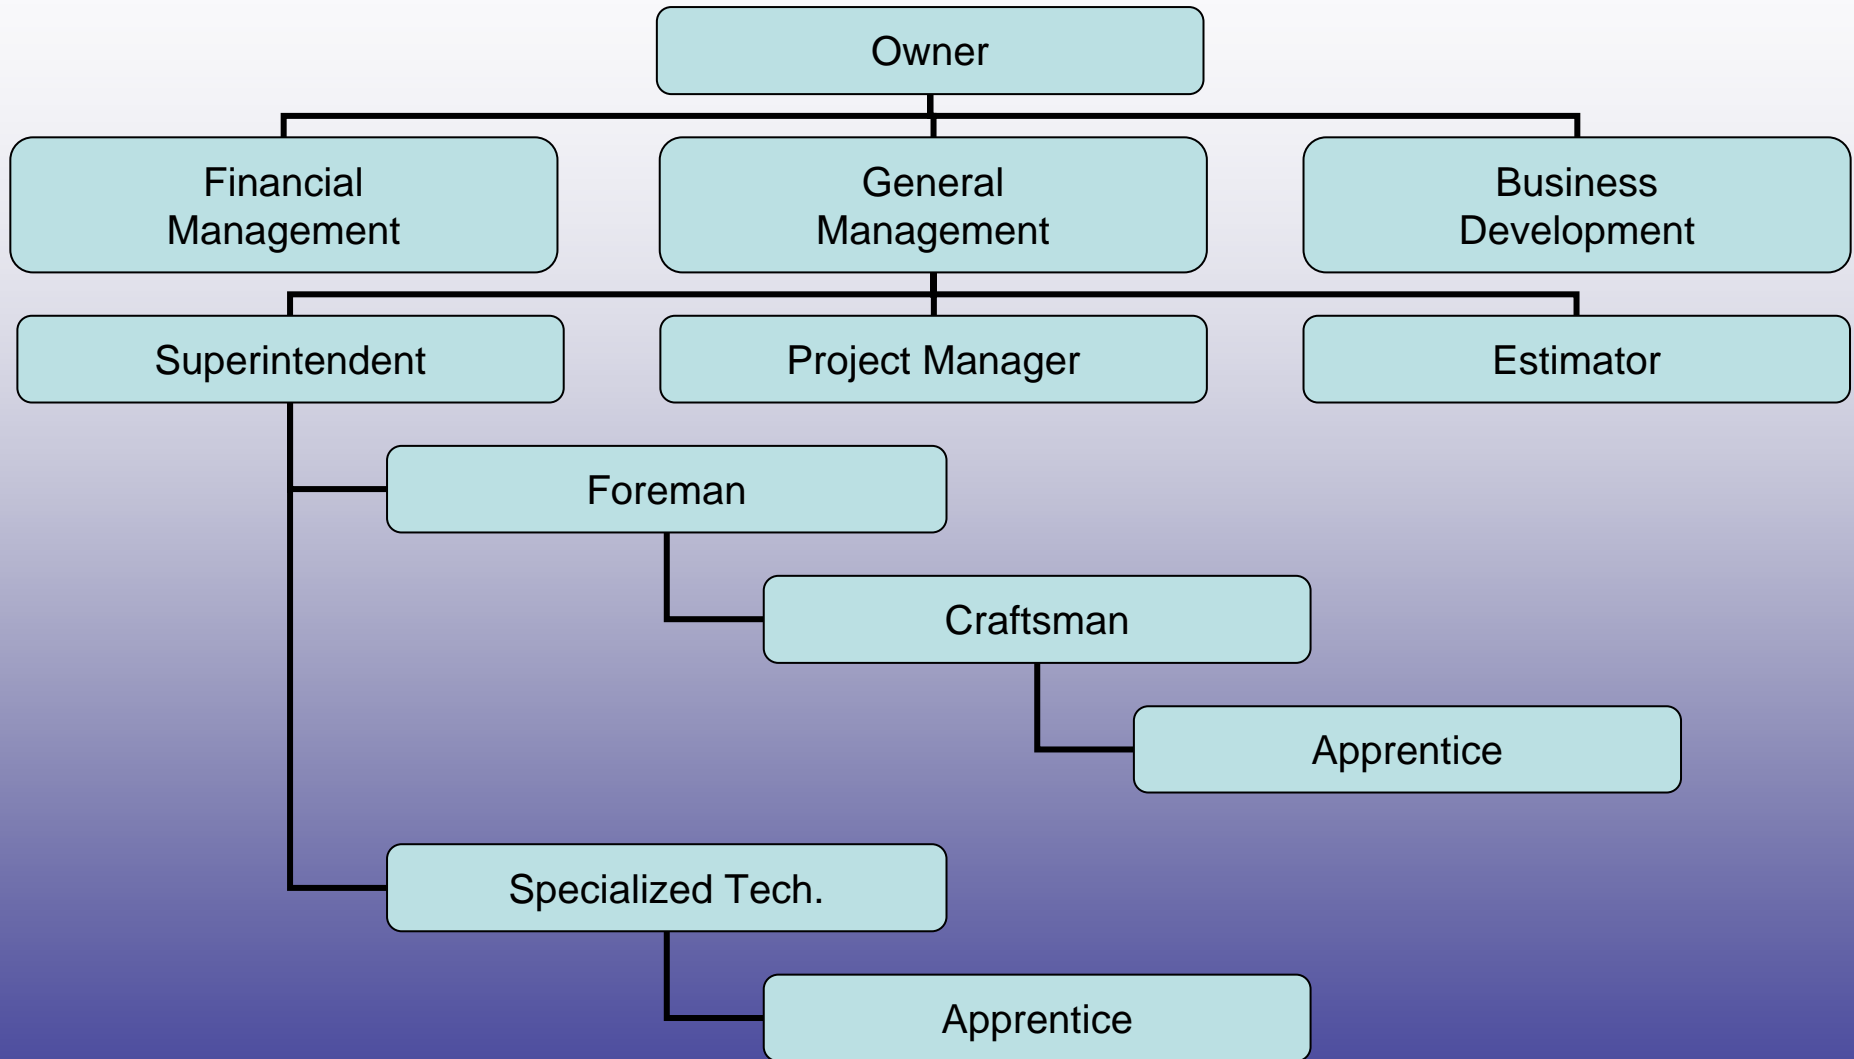 Owner
Financial
Management
General
Management
Business
Development
Superintendent
Project Manager
Estimator
Foreman
Craftsman
Apprentice
Specialized Tech.
Apprentice